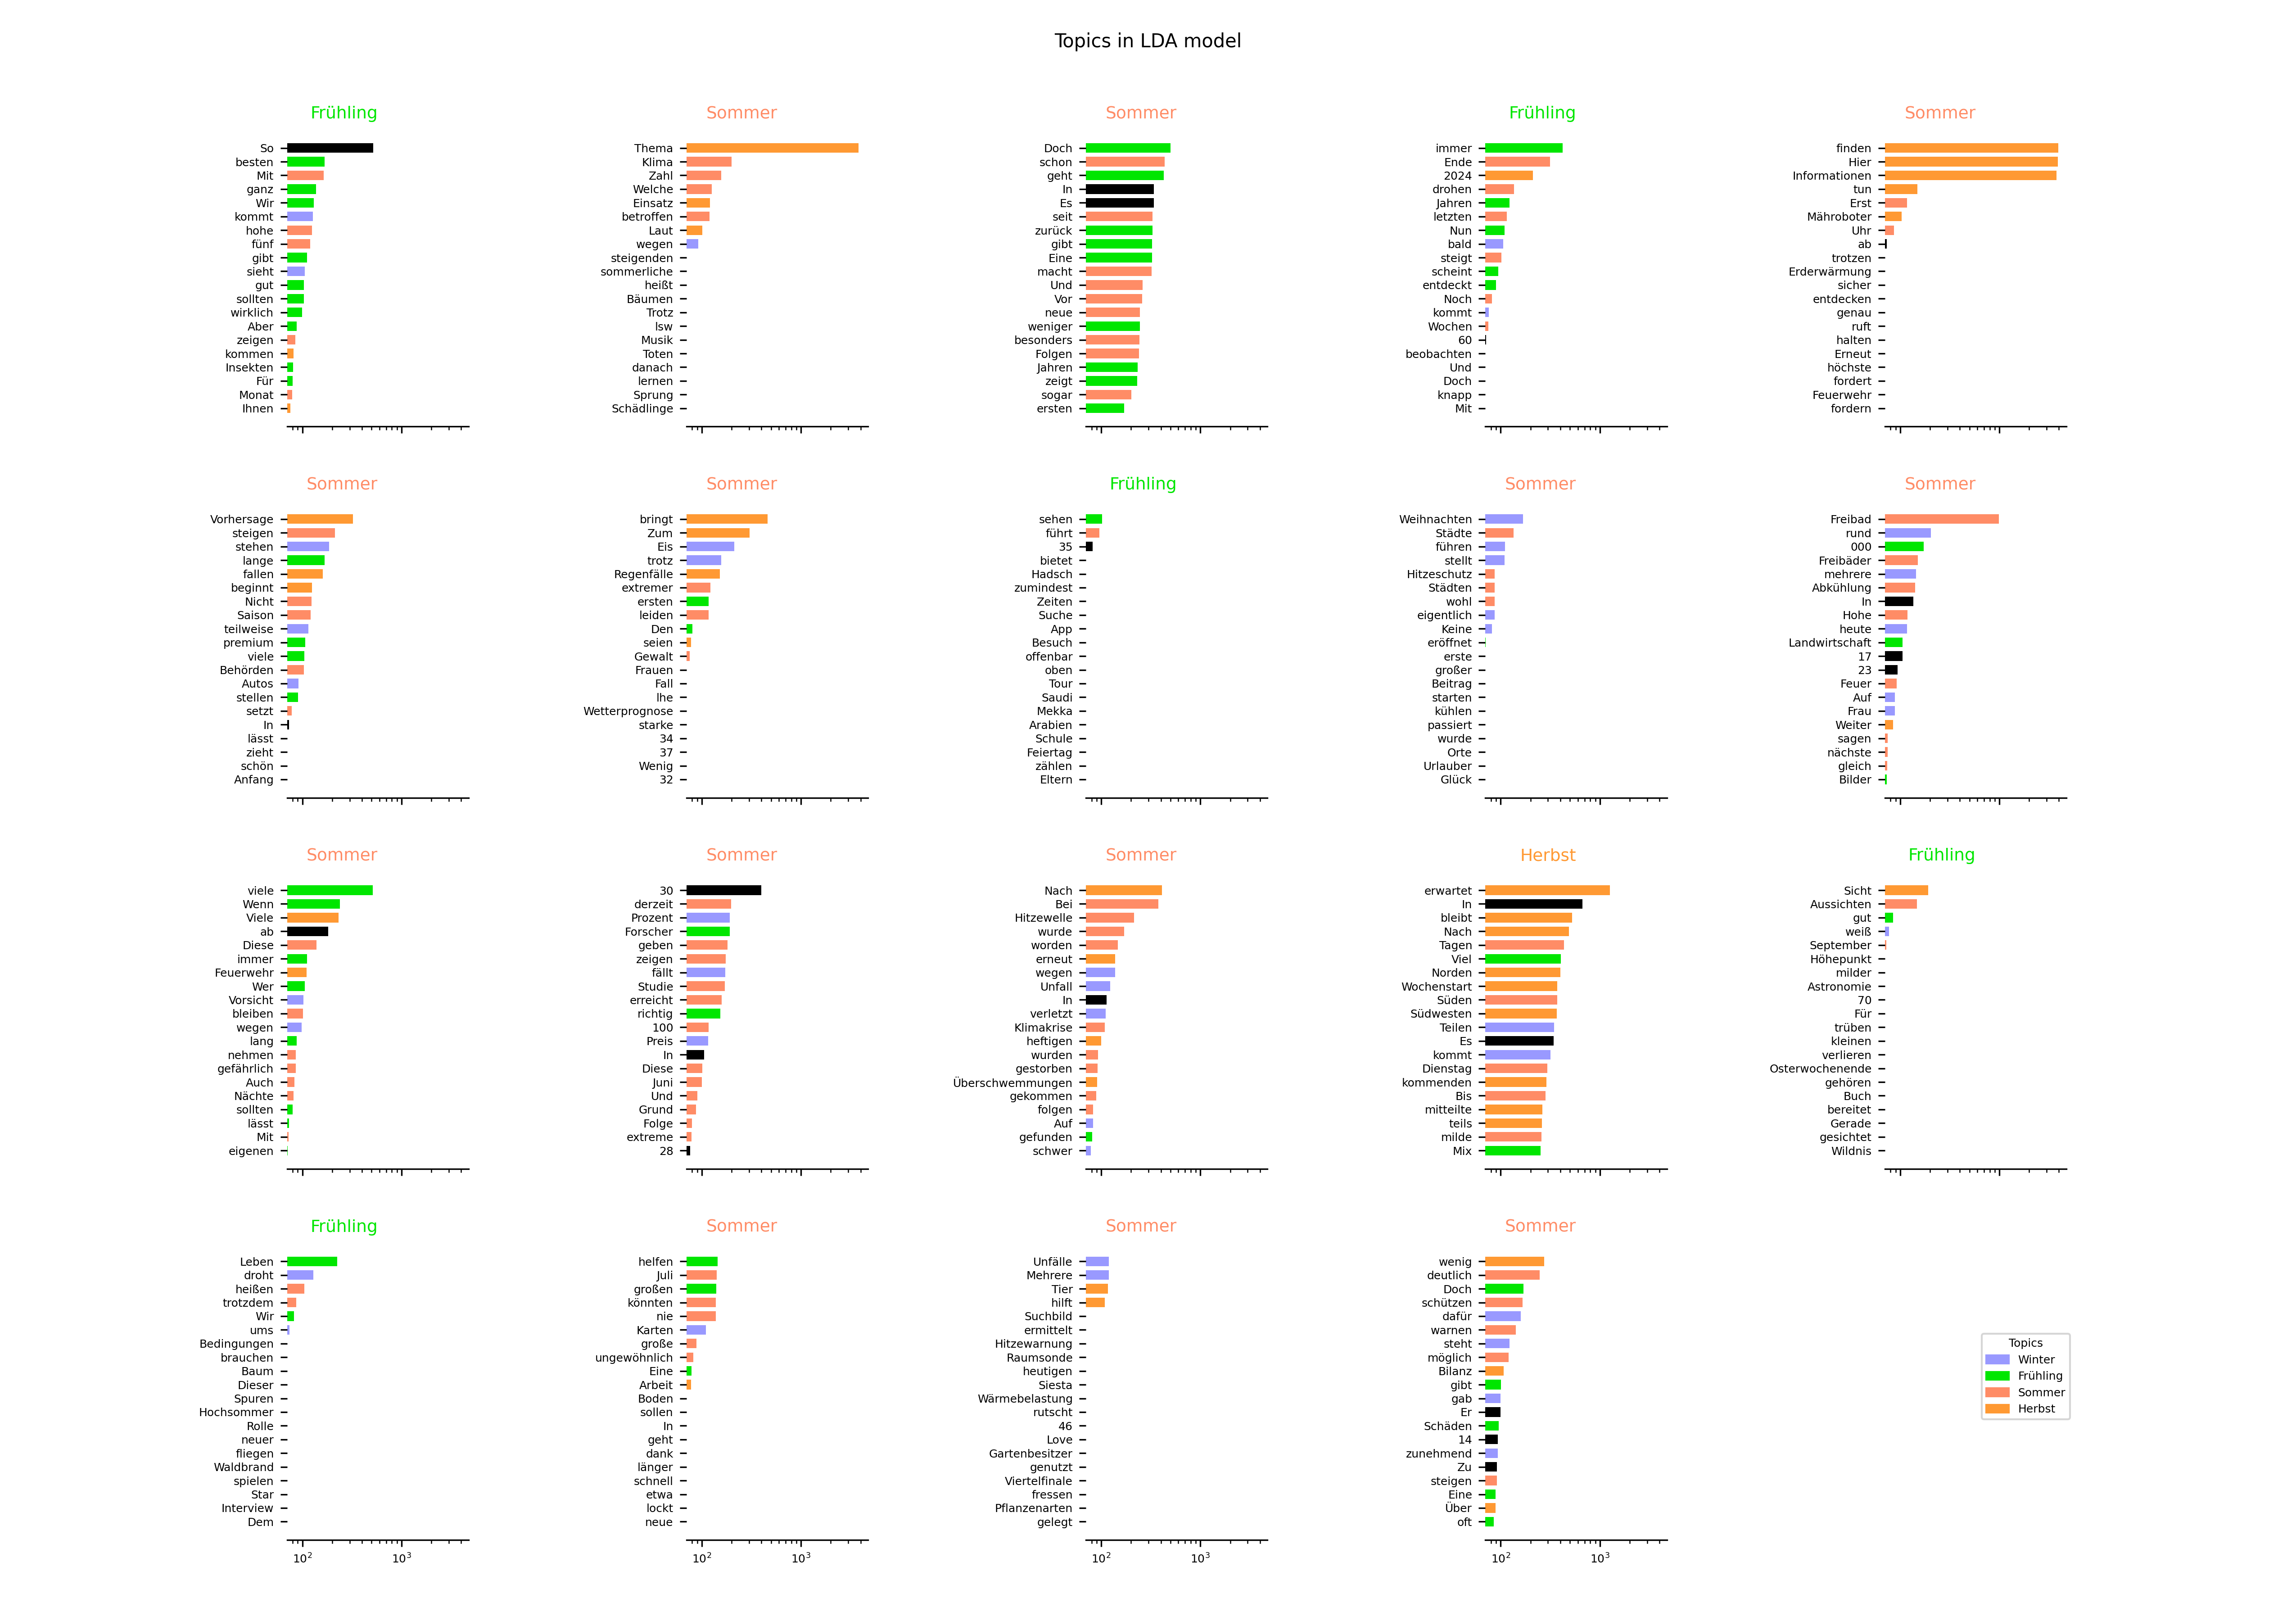 Topics in LDA model
Frühling
So
besten
Mit
ganz
Wir
kommt
hohe
fünf
gibt
sieht
gut
sollten
wirklich
Aber
zeigen
kommen
Insekten
Für
Monat
Ihnen
Sommer
Thema
Klima
Zahl
Welche
Einsatz
betroffen
Laut
wegen
steigenden
sommerliche
heißt
Bäumen
Trotz
lsw
Musik
Toten
danach
lernen
Sprung
Schädlinge
Sommer
Doch
schon
geht
In
Es
seit
zurück
gibt
Eine
macht
Und
Vor
neue
weniger
besonders
Folgen
Jahren
zeigt
sogar
ersten
Frühling
immer
Ende
2024
drohen
Jahren
letzten
Nun
bald
steigt
scheint
entdeckt
Noch
kommt
Wochen
60
beobachten
Und
Doch
knapp
Mit
Sommer
finden
Hier
Informationen
tun
Erst
Mähroboter
Uhr
ab
trotzen
Erderwärmung
sicher
entdecken
genau
ruft
halten
Erneut
höchste
fordert
Feuerwehr
fordern
Sommer
Vorhersage
steigen
stehen
lange
fallen
beginnt
Nicht
Saison
teilweise
premium
viele
Behörden
Autos
stellen
setzt
In
lässt
zieht
schön
Anfang
Sommer
bringt
Zum
Eis
trotz
Regenfälle
extremer
ersten
leiden
Den
seien
Gewalt
Frauen
Fall
lhe
Wetterprognose
starke
34
37
Wenig
32
Frühling
sehen
führt
35
bietet
Hadsch
zumindest
Zeiten
Suche
App
Besuch
offenbar
oben
Tour
Saudi
Mekka
Arabien
Schule
Feiertag
zählen
Eltern
Sommer
Weihnachten
Städte
führen
stellt
Hitzeschutz
Städten
wohl
eigentlich
Keine
eröffnet
erste
großer
Beitrag
starten
kühlen
passiert
wurde
Orte
Urlauber
Glück
Sommer
Freibad
rund
000
Freibäder
mehrere
Abkühlung
In
Hohe
heute
Landwirtschaft
17
23
Feuer
Auf
Frau
Weiter
sagen
nächste
gleich
Bilder
Sommer
viele
Wenn
Viele
ab
Diese
immer
Feuerwehr
Wer
Vorsicht
bleiben
wegen
lang
nehmen
gefährlich
Auch
Nächte
sollten
lässt
Mit
eigenen
Sommer
30
derzeit
Prozent
Forscher
geben
zeigen
fällt
Studie
erreicht
richtig
100
Preis
In
Diese
Juni
Und
Grund
Folge
extreme
28
Sommer
Nach
Bei
Hitzewelle
wurde
worden
erneut
wegen
Unfall
In
verletzt
Klimakrise
heftigen
wurden
gestorben
Überschwemmungen
gekommen
folgen
Auf
gefunden
schwer
Herbst
erwartet
In
bleibt
Nach
Tagen
Viel
Norden
Wochenstart
Süden
Südwesten
Teilen
Es
kommt
Dienstag
kommenden
Bis
mitteilte
teils
milde
Mix
Frühling
Sicht
Aussichten
gut
weiß
September
Höhepunkt
milder
Astronomie
70
Für
trüben
kleinen
verlieren
Osterwochenende
gehören
Buch
bereitet
Gerade
gesichtet
Wildnis
Frühling
Leben
droht
heißen
trotzdem
Wir
ums
Bedingungen
brauchen
Baum
Dieser
Spuren
Hochsommer
Rolle
neuer
fliegen
Waldbrand
spielen
Star
Interview
Dem
10² 10³
Sommer
helfen
Juli
großen
könnten
nie
Karten
große
ungewöhnlich
Eine
Arbeit
Boden
sollen
In
geht
dank
länger
schnell
etwa
lockt
neue
10² 10³
Sommer
Unfälle
Mehrere
Tier
hilft
Suchbild
ermittelt
Hitzewarnung
Raumsonde
heutigen
Siesta
Wärmebelastung
rutscht
46
Love
Gartenbesitzer
genutzt
Viertelfinale
fressen
Pflanzenarten
gelegt
10² 10³
Sommer
wenig
deutlich
Doch
schützen
dafür
warnen
steht
möglich
Bilanz
gibt
gab
Er
Schäden
14
zunehmend
Zu
steigen
Eine
Über
oft
10² 10³
Topics
Winter
Frühling
Sommer
Herbst